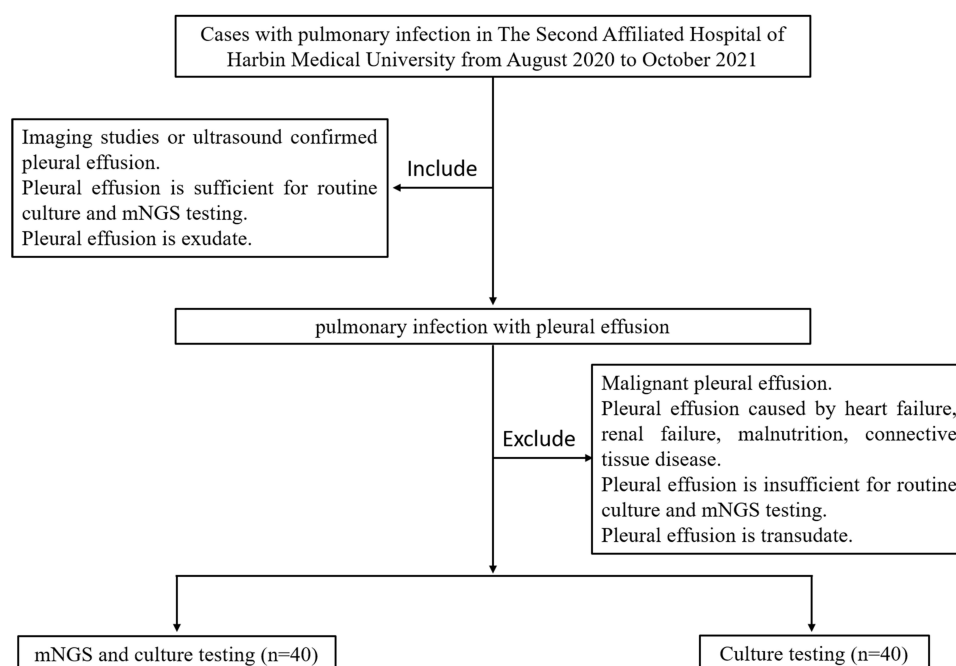 Cases with pulmonary infection in The Second Affiliated Hospital of
Harbin Medical University from August 2020 to October 2021
Imaging studies or ultrasound confirmed
pleural effusion.
Pleural effusion is sufficient for routine
culture and mNGS testing.
Pleural effusion is exudate.
Include
pulmonary infection with pleural effusion
Exclude
Malignant pleural effusion.
Pleural effusion caused by heart failure,
renal failure, malnutrition, connective
tissue disease.
Pleural effusion is insufficient for routine
culture and mNGS testing.
Pleural effusion is transudate.
mNGS and culture testing (n=40)
Culture testing (n=40)